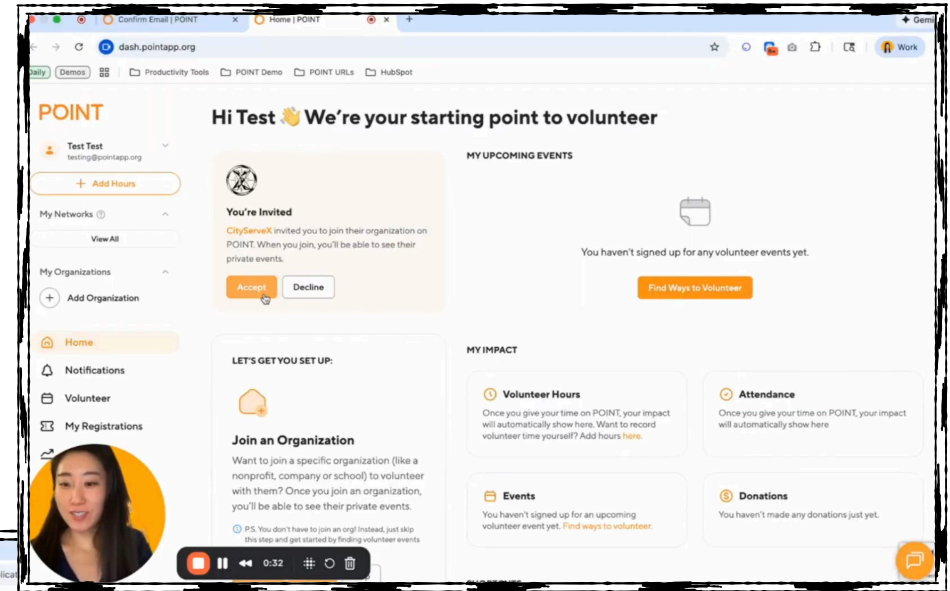 Confirm Email | POINT
Home | POINT
dash.pointapp.org
Work
Daily
Demos
Productivity Tools
POINT Demo
POINT URLs
HubSpot
POINT
Test Test
testing@pointapp.org
+ Add Hours
My Networks
View All
My Organizations
+ Add Organization
Home
Notifications
Volunteer
My Registrations
Hi Test 👋 We're your starting point to volunteer
You're Invited
CityServeX invited you to join their organization on
POINT. When you join, you'll be able to see their
private events.
Accept
Decline
LET'S GET YOU SET UP:
Join an Organization
Want to join a specific organization (like a
nonprofit, company or school) to volunteer
with them? Once you join an organization,
you'll be able to see their private events.
P.S. You don't have to join an org! Instead, just skip
this step and get started by finding volunteer events
0:32
MY UPCOMING EVENTS
You haven't signed up for any volunteer events yet.
Find Ways to Volunteer
MY IMPACT
Volunteer Hours
Once you give your time on POINT, your impact
will automatically show here. Want to record
volunteer time yourself? Add hours here.
Attendance
Once you give your time on POINT, your impact
will automatically show here
Events
You haven't signed up for an upcoming
volunteer event yet. Find ways to volunteer.
Donations
You haven't made any donations just yet.